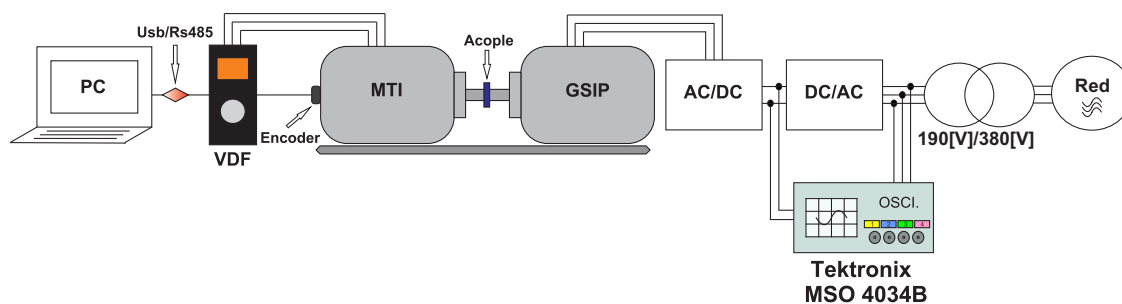 Usb/Rs485
PC
VDF
Encoder
MTI
Acople
GSIP
AC/DC
DC/AC
190[V]/380[V]
Red
OSCI.
1 2 3 4
Tektronix
MSO 4034B